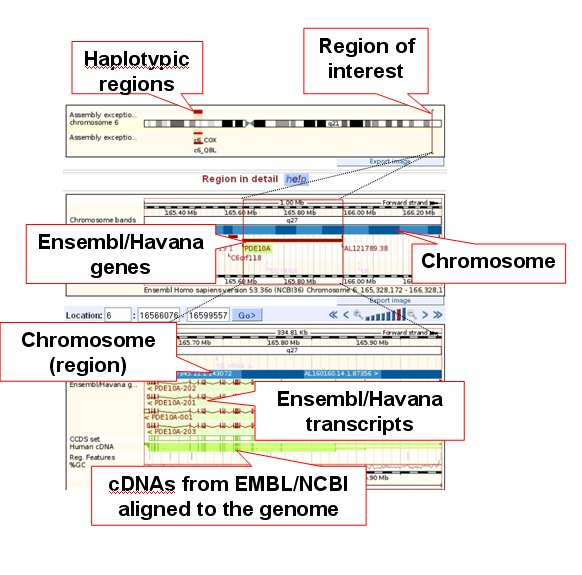 Haplotypic
regions
Region of
interest
Assembly exceptio...
chromosome 6
q21
Assembly exceptio...
c6_COX
c6_QBL
Export image
Region in detail help
1.00 Mb
Forward strand
165.40 Mb
165.60 Mb
165.80 Mb
166.00 Mb
166.20 Mb
Chromosome bands
q27
Ensembl/Havana
genes
PDE10A
C6orf118
AL121789.38
Chromosome
165.60 Mb
165.80 Mb
166.00 Mb
Ensembl Homo sapiens version 53.36o (NCBI36) Chromosome 6, 165,328,172 - 166,328,1
Export image
Location: 6 : 16566076 - 16599557 Go>
Chromosome
(region)
334.81 Kb
Forward strand
165.70 Mb
165.80 Mb
165.90 Mb
q27
AL160160.14.1.87356 >
Ensembl/Havana g...
< PDE10A-202
< PDE10A-201
< PDE10A-001
< PDE10A-203
Ensembl/Havana
transcripts
CCDS set
Human cDNA
Reg. Features
%GC
cDNAs from EMBL/NCBI
aligned to the genome